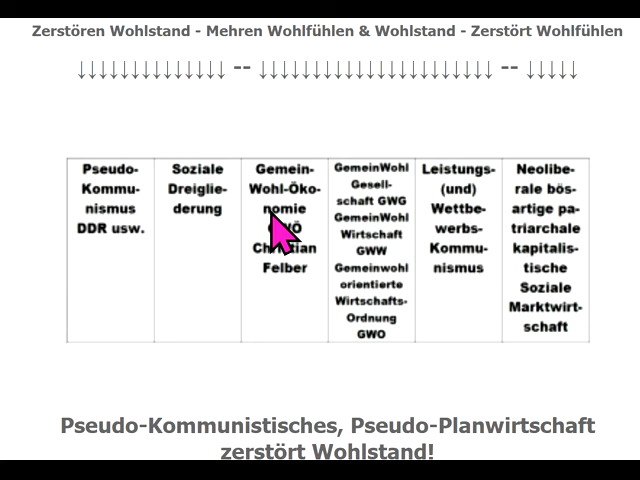 Zerstören Wohlstand - Mehren Wohlfühlen & Wohlstand - Zerstört Wohlfühlen
↓↓↓↓↓↓↓↓↓↓↓↓↓↓ -- ↓↓↓↓↓↓↓↓↓↓↓↓↓↓↓↓↓↓↓↓↓↓ -- ↓↓↓↓↓
Pseudo-
Kommu-
nismus
DDR usw.
Soziale
Dreiglie-
derung
Gemein-
Wohl-Öko-
nomie
GWÖ
Christian
Felber
GemeinWohl
Gesell-
schaft GWG
GemeinWohl
Wirtschaft
GWW
Gemeinwohl
orientierte
Wirtschafts-
Ordnung
GWO
Leistungs-
(und)
Wettbe-
werbs-
Kommu-
nismus
Neolibe-
rale bös-
artige pa-
triarchale
kapitalis-
tische
Soziale
Marktwirt-
schaft
Pseudo-Kommunistisches, Pseudo-Planwirtschaft
zerstört Wohlstand!